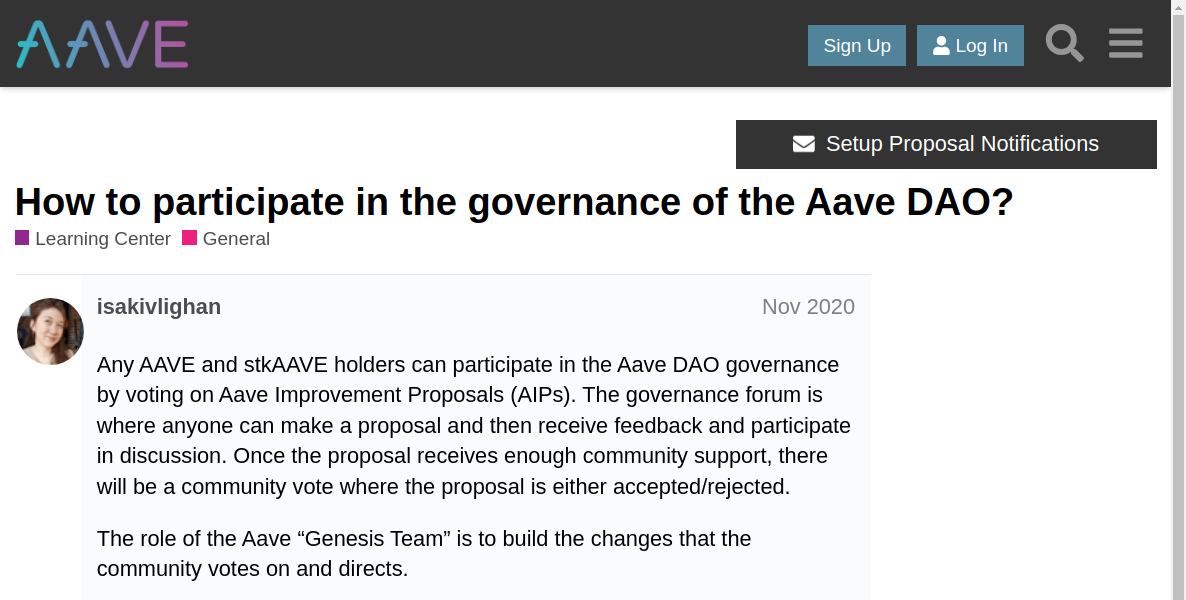 AAVE
Sign Up
Log In
Setup Proposal Notifications
How to participate in the governance of the Aave DAO?
Learning Center General
isakivlighan Nov 2020
Any AAVE and stkAAVE holders can participate in the Aave DAO governance
by voting on Aave Improvement Proposals (AIPs). The governance forum is
where anyone can make a proposal and then receive feedback and participate
in discussion. Once the proposal receives enough community support, there
will be a community vote where the proposal is either accepted/rejected.
The role of the Aave “Genesis Team” is to build the changes that the
community votes on and directs.